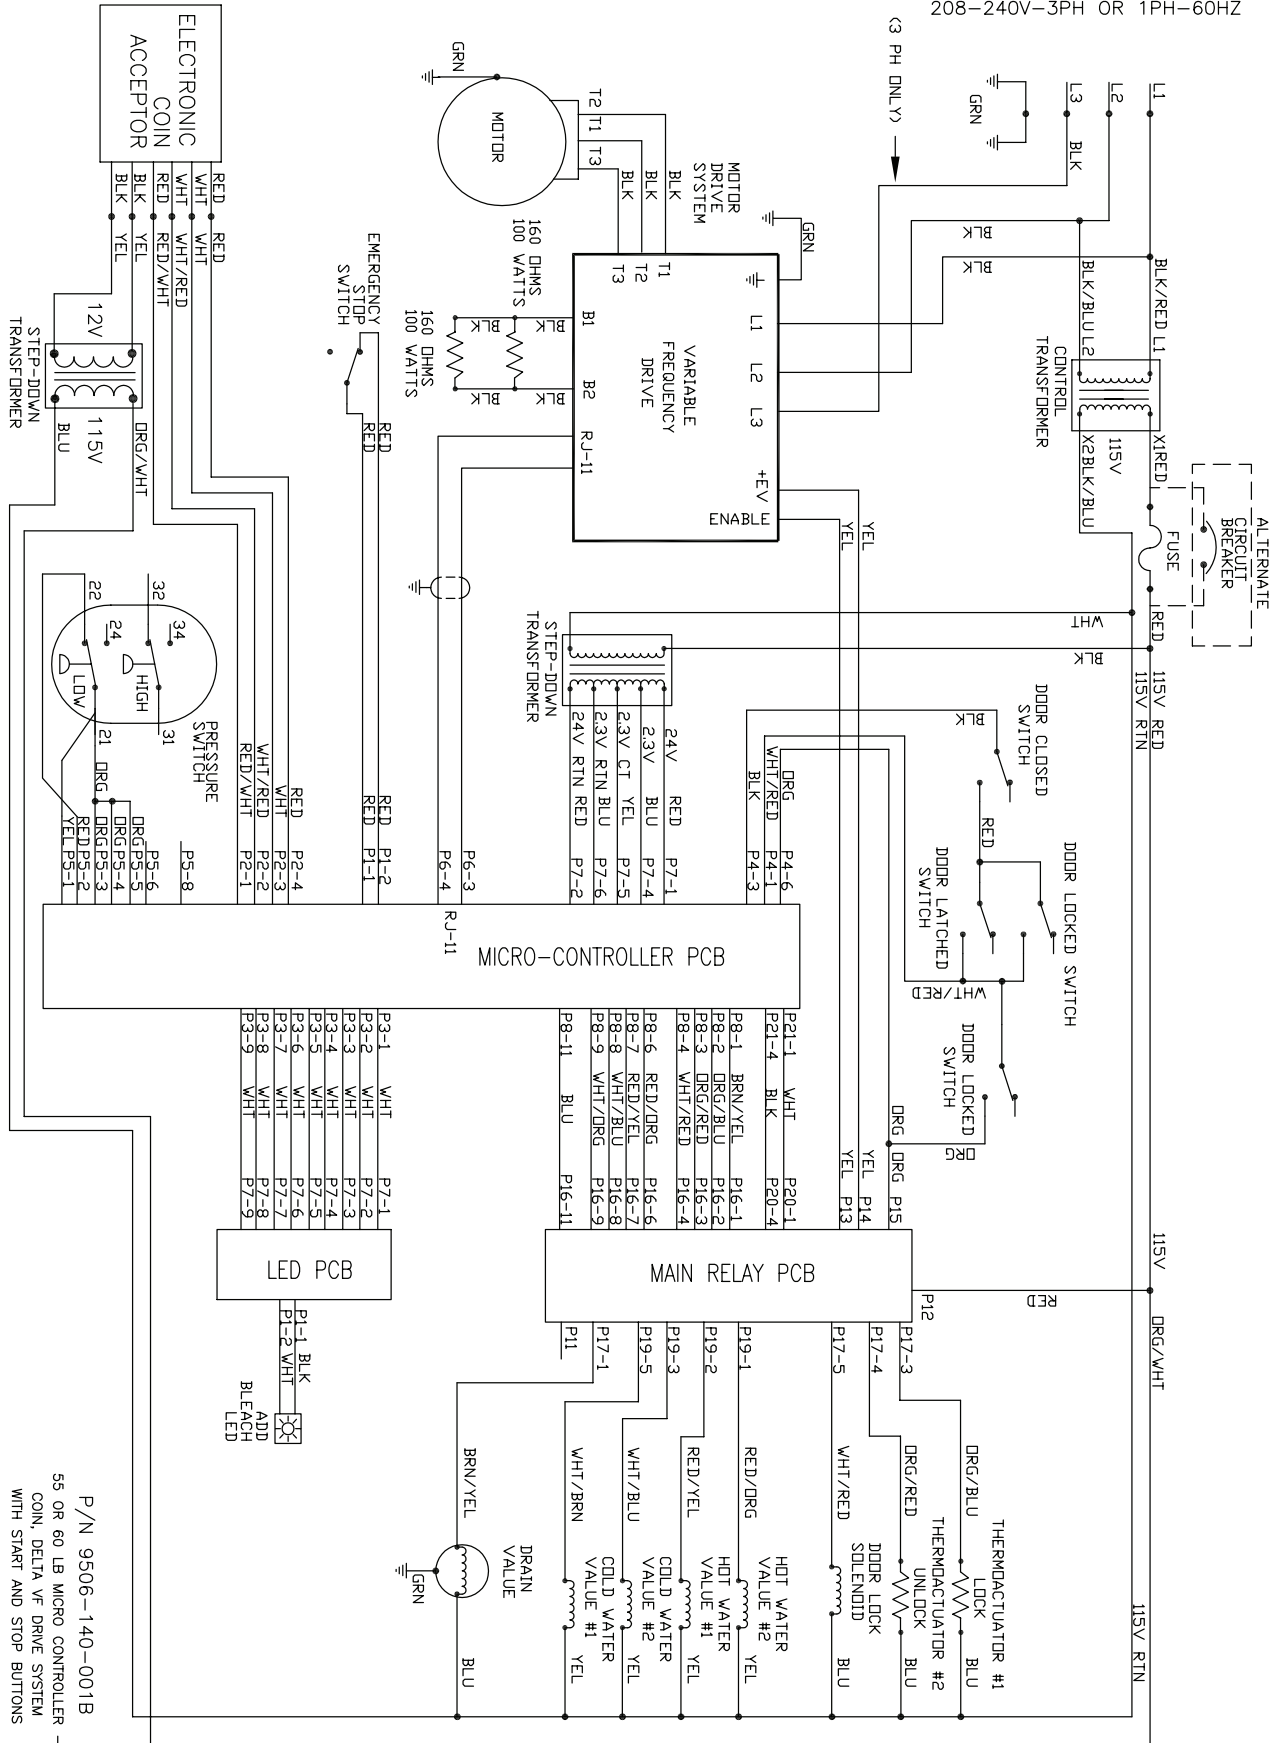 208-240V-3PH OR 1PH-60HZ
(3 PH ONLY)
L1
L2
L3
BLK
GRN
BLK
BLK
BLK/RED L1
BLK/BLU L2
CONTROL
TRANSFORMER
X1RED
115V
X2BLK/BLU
ALTERNATE
CIRCUIT
BREAKER
FUSE
RED
WHT
BLK
115V RED
115V RTN
115V
ORG/WHT
115V RTN
ELECTRONIC
COIN
ACCEPTOR
RED
WHT
WHT
RED
BLK
BLK
RED
WHT
WHT/RED
RED/WHT
YEL
YEL
12V
STEP-DOWN
TRANSFORMER
115V
ORG/WHT
BLU
GRN
MOTOR
T2
T1
T3
BLK
BLK
BLK
MOTOR
DRIVE
SYSTEM
GRN
T1
T2
T3
L1
L2
L3
VARIABLE
FREQUENCY
DRIVE
B1
B2
RJ-11
+EV
ENABLE
YEL
YEL
160 OHMS
100 WATTS
BLK
BLK
BLK
BLK
160 OHMS
100 WATTS
EMERGENCY
STOP
SWITCH
RED
RED
STEP-DOWN
TRANSFORMER
24V RED P7-1
2.3V BLU P7-4
2.3V CT YEL P7-5
2.3V RTN BLU P7-6
24V RTN RED P7-2
32
34
22
24
HIGH
LOW
31
21
PRESSURE
SWITCH
ORG
YEL P5-1
RED P5-2
ORG P5-3
ORG P5-4
ORG P5-5
P5-6
P5-8
RED/WHT P2-1
WHT/RED P2-2
WHT P2-3
RED P2-4
RED P1-1
RED P1-2
P6-4
P6-3
RJ-11
BLK P4-3
WHT/RED P4-1
ORG P4-6
MICRO-CONTROLLER PCB
BLK
DOOR CLOSED
SWITCH
RED
DOOR LOCKED SWITCH
DOOR LATCHED
SWITCH
WHT/RED
DOOR LOCKED
SWITCH
ORG
ORG
ORG P15
YEL P14
YEL P13
P21-1 WHT P20-1
P21-4 BLK P20-4
P8-1 BRN/YEL P16-1
P8-2 ORG/BLU P16-2
P8-3 ORG/RED P16-3
P8-4 WHT/RED P16-4
P8-6 RED/ORG P16-6
P8-7 RED/YEL P16-7
P8-8 WHT/BLU P16-8
P8-9 WHT/ORG P16-9
P8-11 BLU P16-11
P3-1 WHT P7-1
P3-2 WHT P7-2
P3-3 WHT P7-3
P3-4 WHT P7-4
P3-5 WHT P7-5
P3-6 WHT P7-6
P3-7 WHT P7-7
P3-8 WHT P7-8
P3-9 WHT P7-9
LED PCB
P1-1 BLK
P1-2 WHT
ADD
BLEACH
LED
MAIN RELAY PCB
P12
RED
P17-3
P17-4
P17-5
P19-1
P19-2
P19-3
P19-5
P17-1
P11
ORG/BLU
THERMOACTUATOR #1
LOCK
BLU
ORG/RED
THERMOACTUATOR #2
UNLOCK
BLU
WHT/RED
DOOR LOCK
SOLENOID
BLU
RED/ORG
HOT WATER
VALUE #2
YEL
RED/YEL
HOT WATER
VALUE #1
YEL
WHT/BLU
COLD WATER
VALUE #2
YEL
WHT/BRN
COLD WATER
VALUE #1
YEL
BRN/YEL
DRAIN
VALUE
GRN
BLU
P/N 9506-140-001B
55 OR 60 LB MICRO CONTROLLER -
COIN, DELTA VF DRIVE SYSTEM
WITH START AND STOP BUTTONS